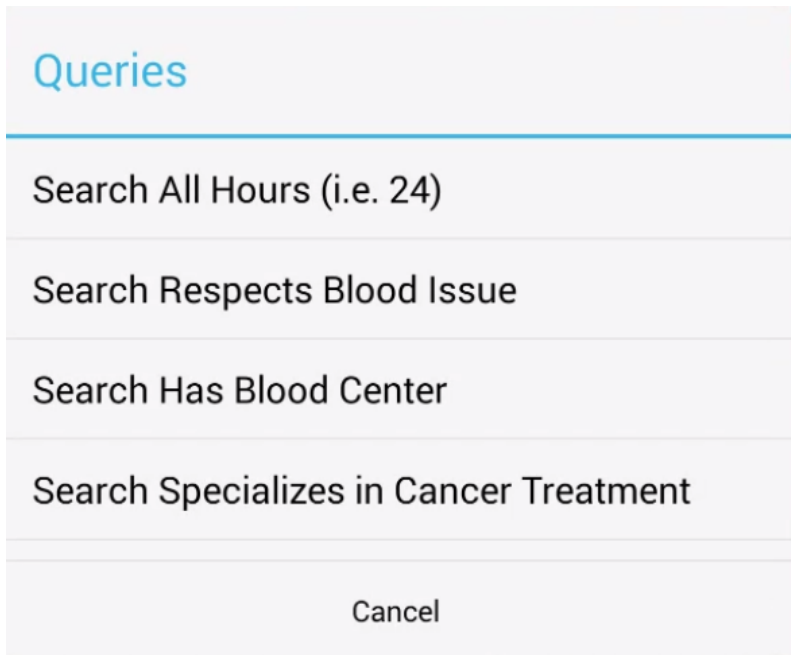 Queries
Search All Hours (i.e. 24)
Search Respects Blood Issue
Search Has Blood Center
Search Specializes in Cancer Treatment
Cancel